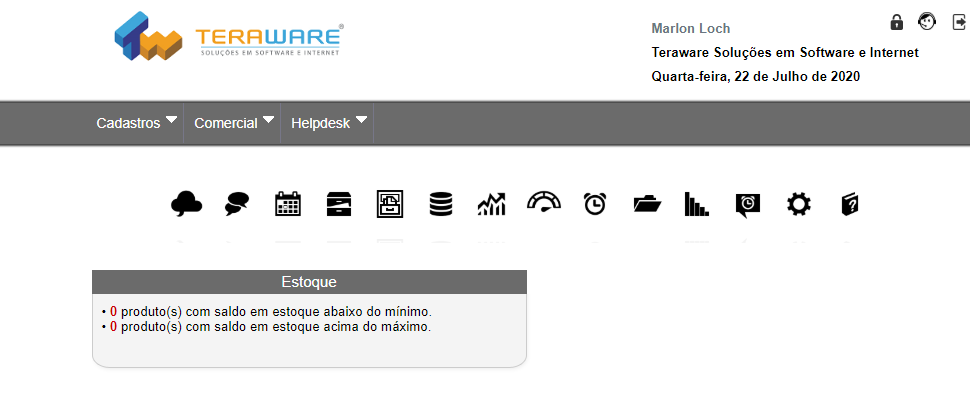 TERAWARE®
SOLUÇÕES EM SOFTWARE E INTERNET
Marlon Loch
Teraware Soluções em Software e Internet
Quarta-feira, 22 de Julho de 2020
Cadastros Comercial Helpdesk
Estoque
• 0 produto(s) com saldo em estoque abaixo do mínimo.
• 0 produto(s) com saldo em estoque acima do máximo.